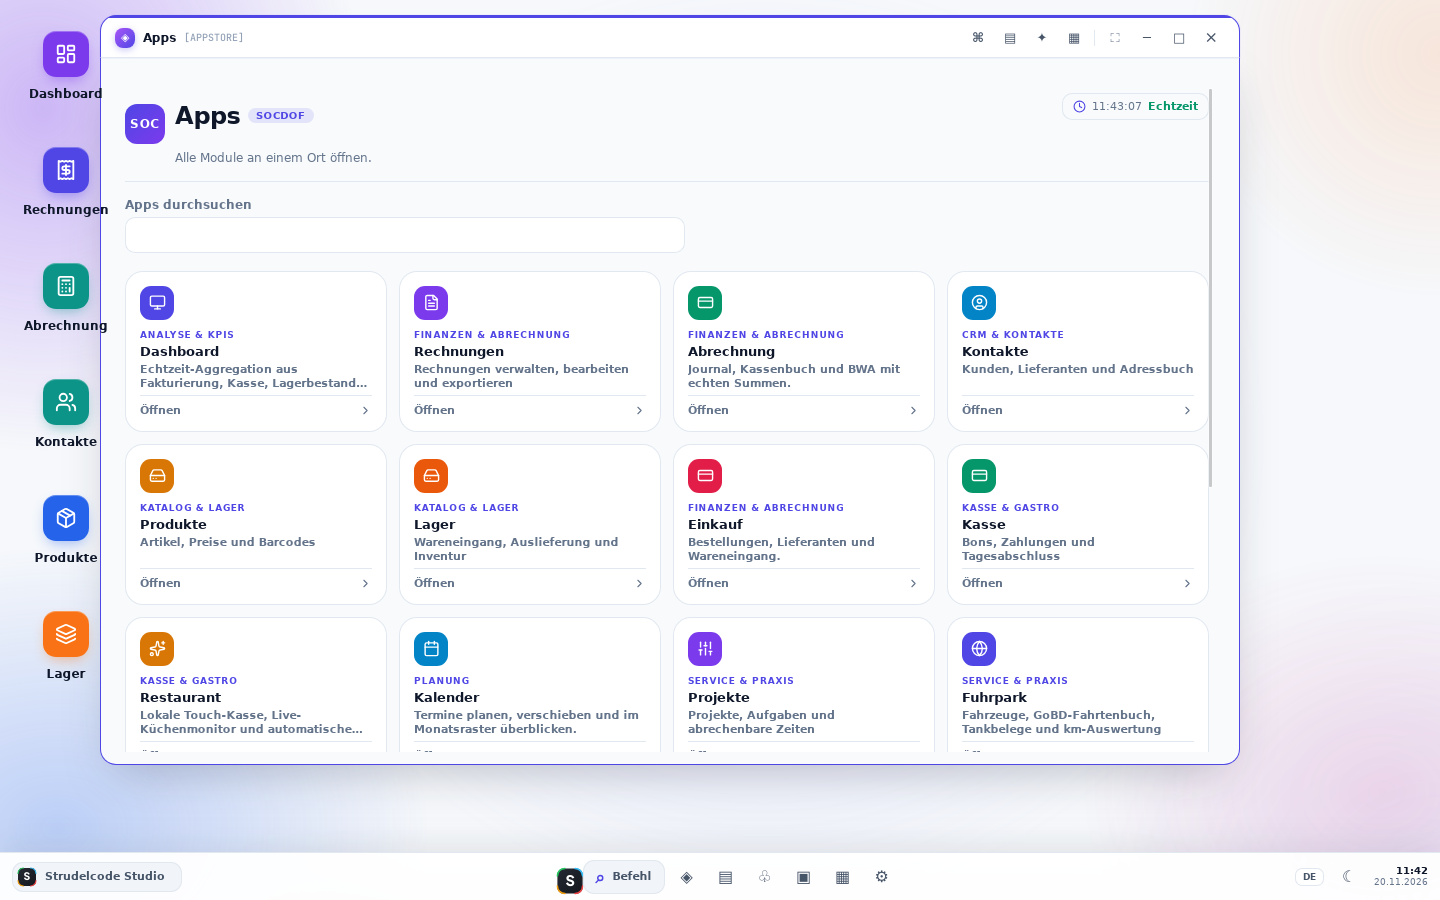 Apps [APPSTORE]
Dashboard
Rechnungen
Abrechnung
Kontakte
Produkte
Lager
SOC
Apps SOCDOF
11:43:07 Echtzeit
Alle Module an einem Ort öffnen.
Apps durchsuchen
ANALYSE & KPIS
Dashboard
Echtzeit-Aggregation aus
Fakturierung, Kasse, Lagerbestand…
Öffnen
FINANZEN & ABRECHNUNG
Rechnungen
Rechnungen verwalten, bearbeiten
und exportieren
Öffnen
FINANZEN & ABRECHNUNG
Abrechnung
Journal, Kassenbuch und BWA mit
echten Summen.
Öffnen
CRM & KONTAKTE
Kontakte
Kunden, Lieferanten und Adressbuch
Öffnen
KATALOG & LAGER
Produkte
Artikel, Preise und Barcodes
Öffnen
KATALOG & LAGER
Lager
Wareneingang, Auslieferung und
Inventur
Öffnen
FINANZEN & ABRECHNUNG
Einkauf
Bestellungen, Lieferanten und
Wareneingang.
Öffnen
KASSE & GASTRO
Kasse
Bons, Zahlungen und
Tagesabschluss
Öffnen
KASSE & GASTRO
Restaurant
Lokale Touch-Kasse, Live-
Küchenmonitor und automatische…
PLANUNG
Kalender
Termine planen, verschieben und im
Monatsraster überblicken.
SERVICE & PRAXIS
Projekte
Projekte, Aufgaben und
abrechenbare Zeiten
SERVICE & PRAXIS
Fuhrpark
Fahrzeuge, GoBD-Fahrtenbuch,
Tankbelege und km-Auswertung
S Strudelcode Studio
S
Befehl
DE
11:42
20.11.2026